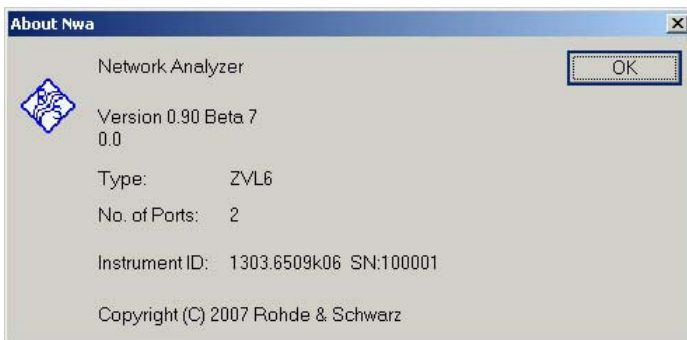 About Nwa
Network Analyzer
OK
Version 0.90 Beta 7
0.0
Type: ZVL6
No. of Ports: 2
Instrument ID: 1303.6509k06 SN:100001
Copyright (C) 2007 Rohde & Schwarz